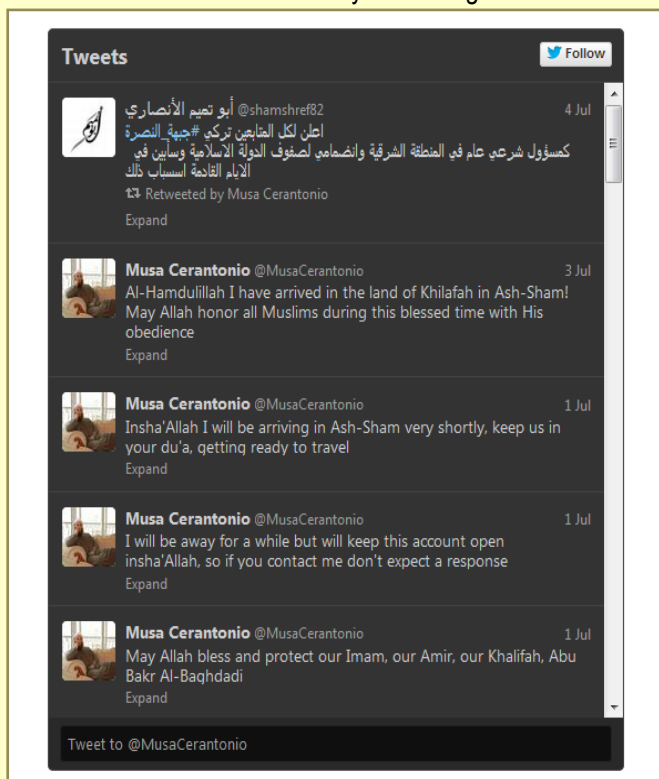 Tweets
Follow
أبو تميم الأنصاري @shamshref82
4 Jul
اعلن لكل المتابعين تركي #جبهة_النصرة
كمسؤول شرعي عام في المنطقة الشرقية وانضمامي لصفوف الدولة الاسلامية وسأبين في
الايام القادمة اسسباب ذلك
Retweeted by Musa Cerantonio
Expand
Musa Cerantonio @MusaCerantonio
3 Jul
Al-Hamdulillah I have arrived in the land of Khilafah in Ash-Sham!
May Allah honor all Muslims during this blessed time with His
obedience
Expand
Musa Cerantonio @MusaCerantonio
1 Jul
Insha'Allah I will be arriving in Ash-Sham very shortly, keep us in
your du'a, getting ready to travel
Expand
Musa Cerantonio @MusaCerantonio
1 Jul
I will be away for a while but will keep this account open
insha'Allah, so if you contact me don't expect a response
Expand
Musa Cerantonio @MusaCerantonio
1 Jul
May Allah bless and protect our Imam, our Amir, our Khalifah, Abu
Bakr Al-Baghdadi
Expand
Tweet to @MusaCerantonio